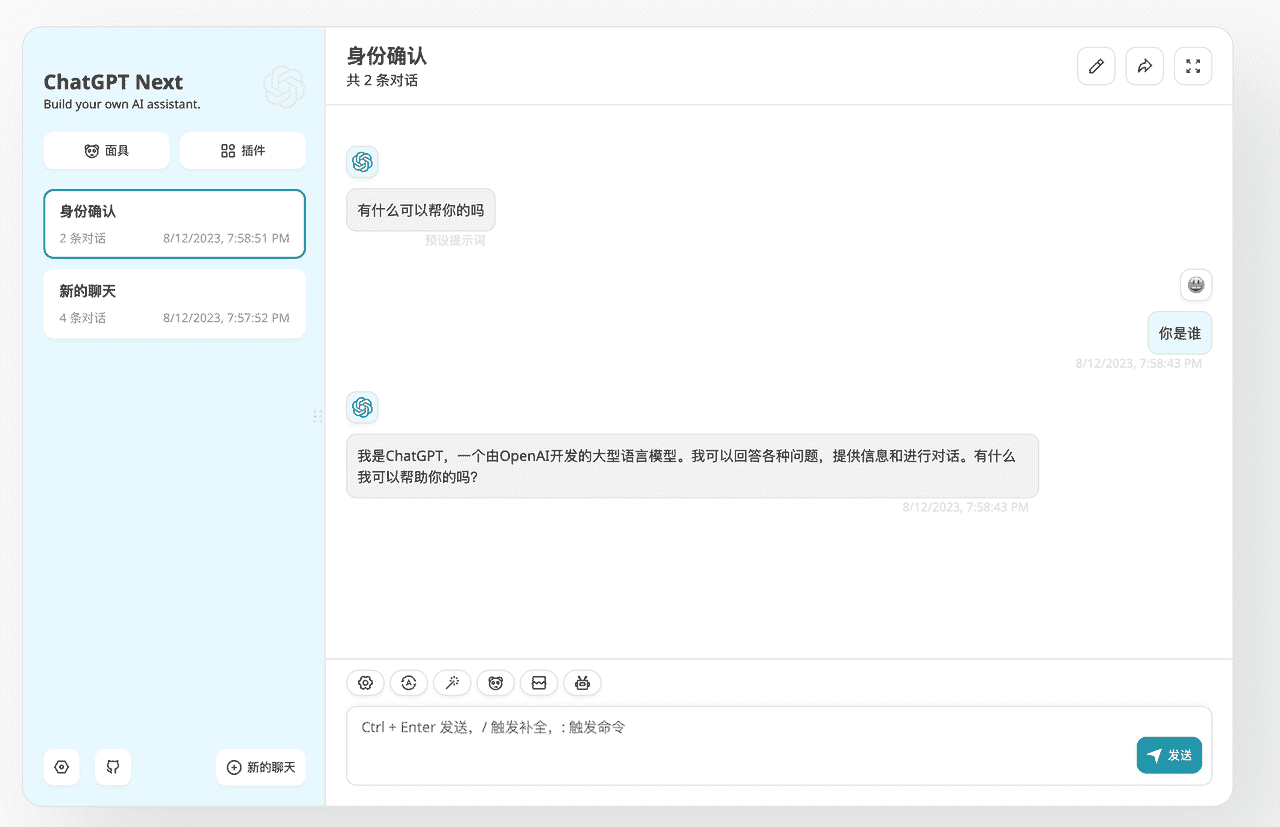 ChatGPT Next
Build your own AI assistant.
面具
插件
身份确认
2 条对话
8/12/2023, 7:58:51 PM
新的聊天
4 条对话
8/12/2023, 7:57:52 PM
新的聊天
身份确认
共 2 条对话
有什么可以帮你的吗
预设提示词
你是谁
8/12/2023, 7:58:43 PM
我是ChatGPT，一个由OpenAI开发的大型语言模型。我可以回答各种问题，提供信息和进行对话。有什么
我可以帮助你的吗?
8/12/2023, 7:58:43 PM
Ctrl + Enter 发送，/ 触发补全，: 触发命令
发送